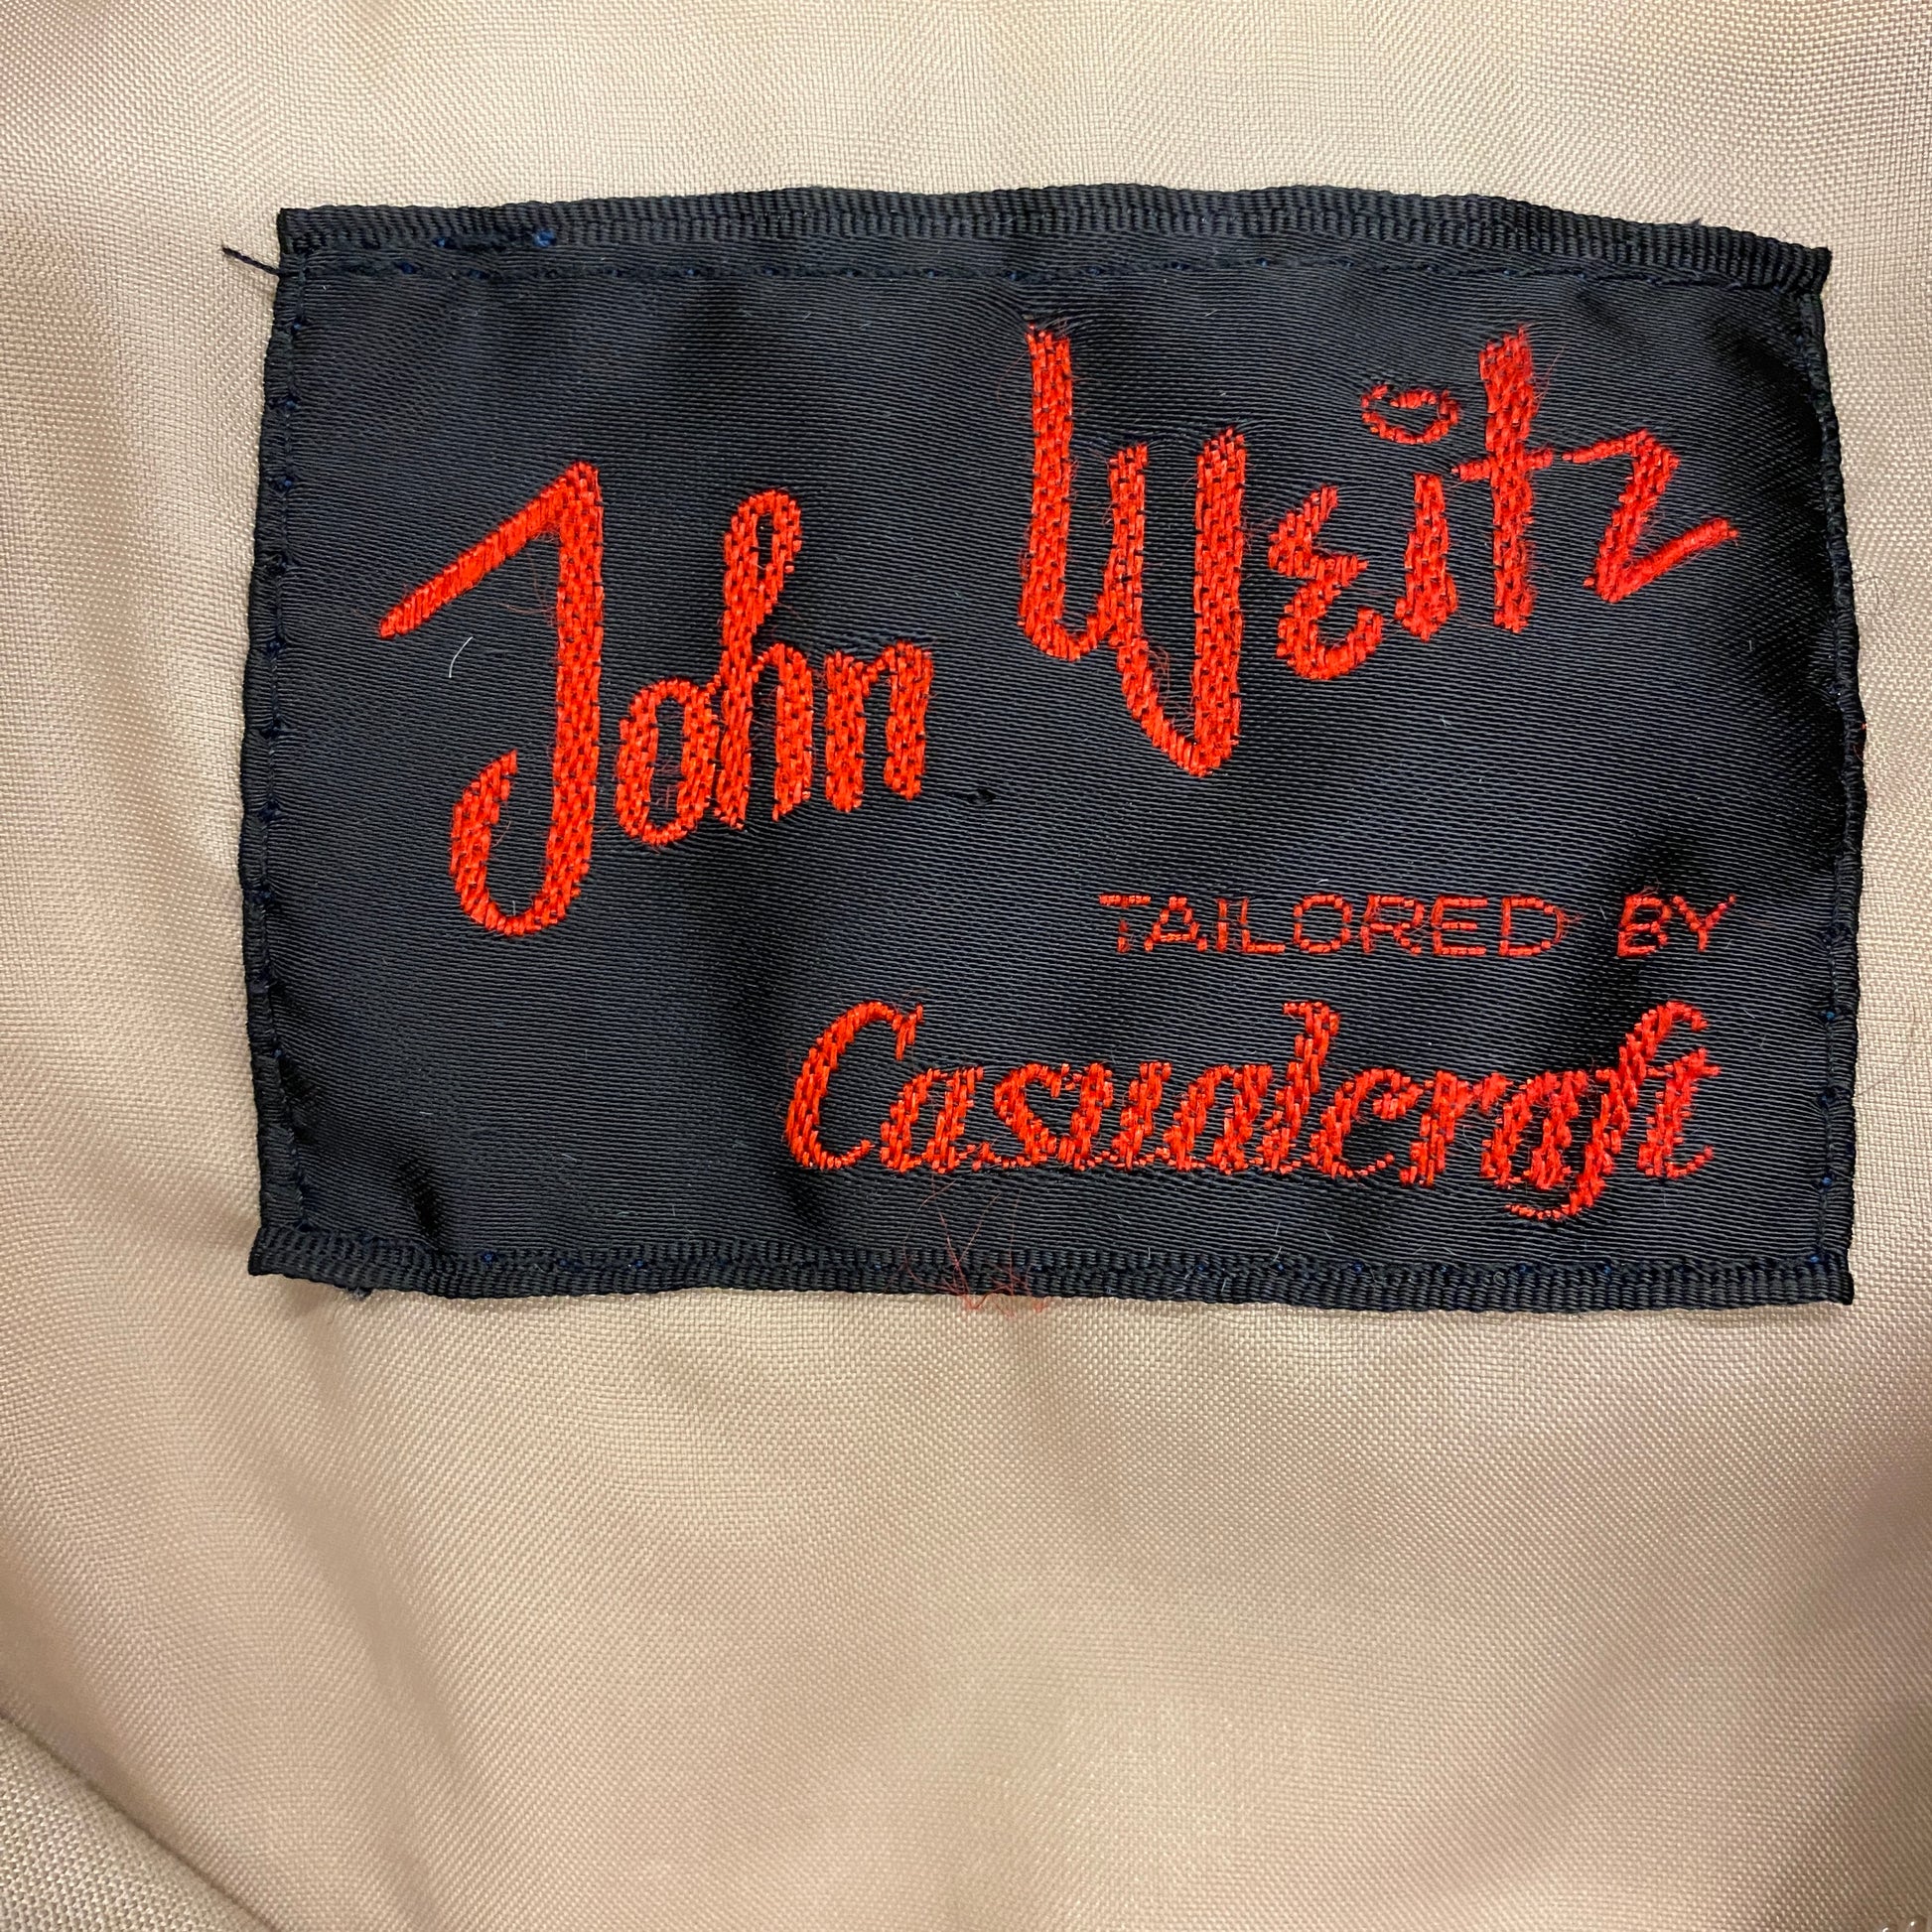 John Weitz
TAILORED BY
Casualcraft